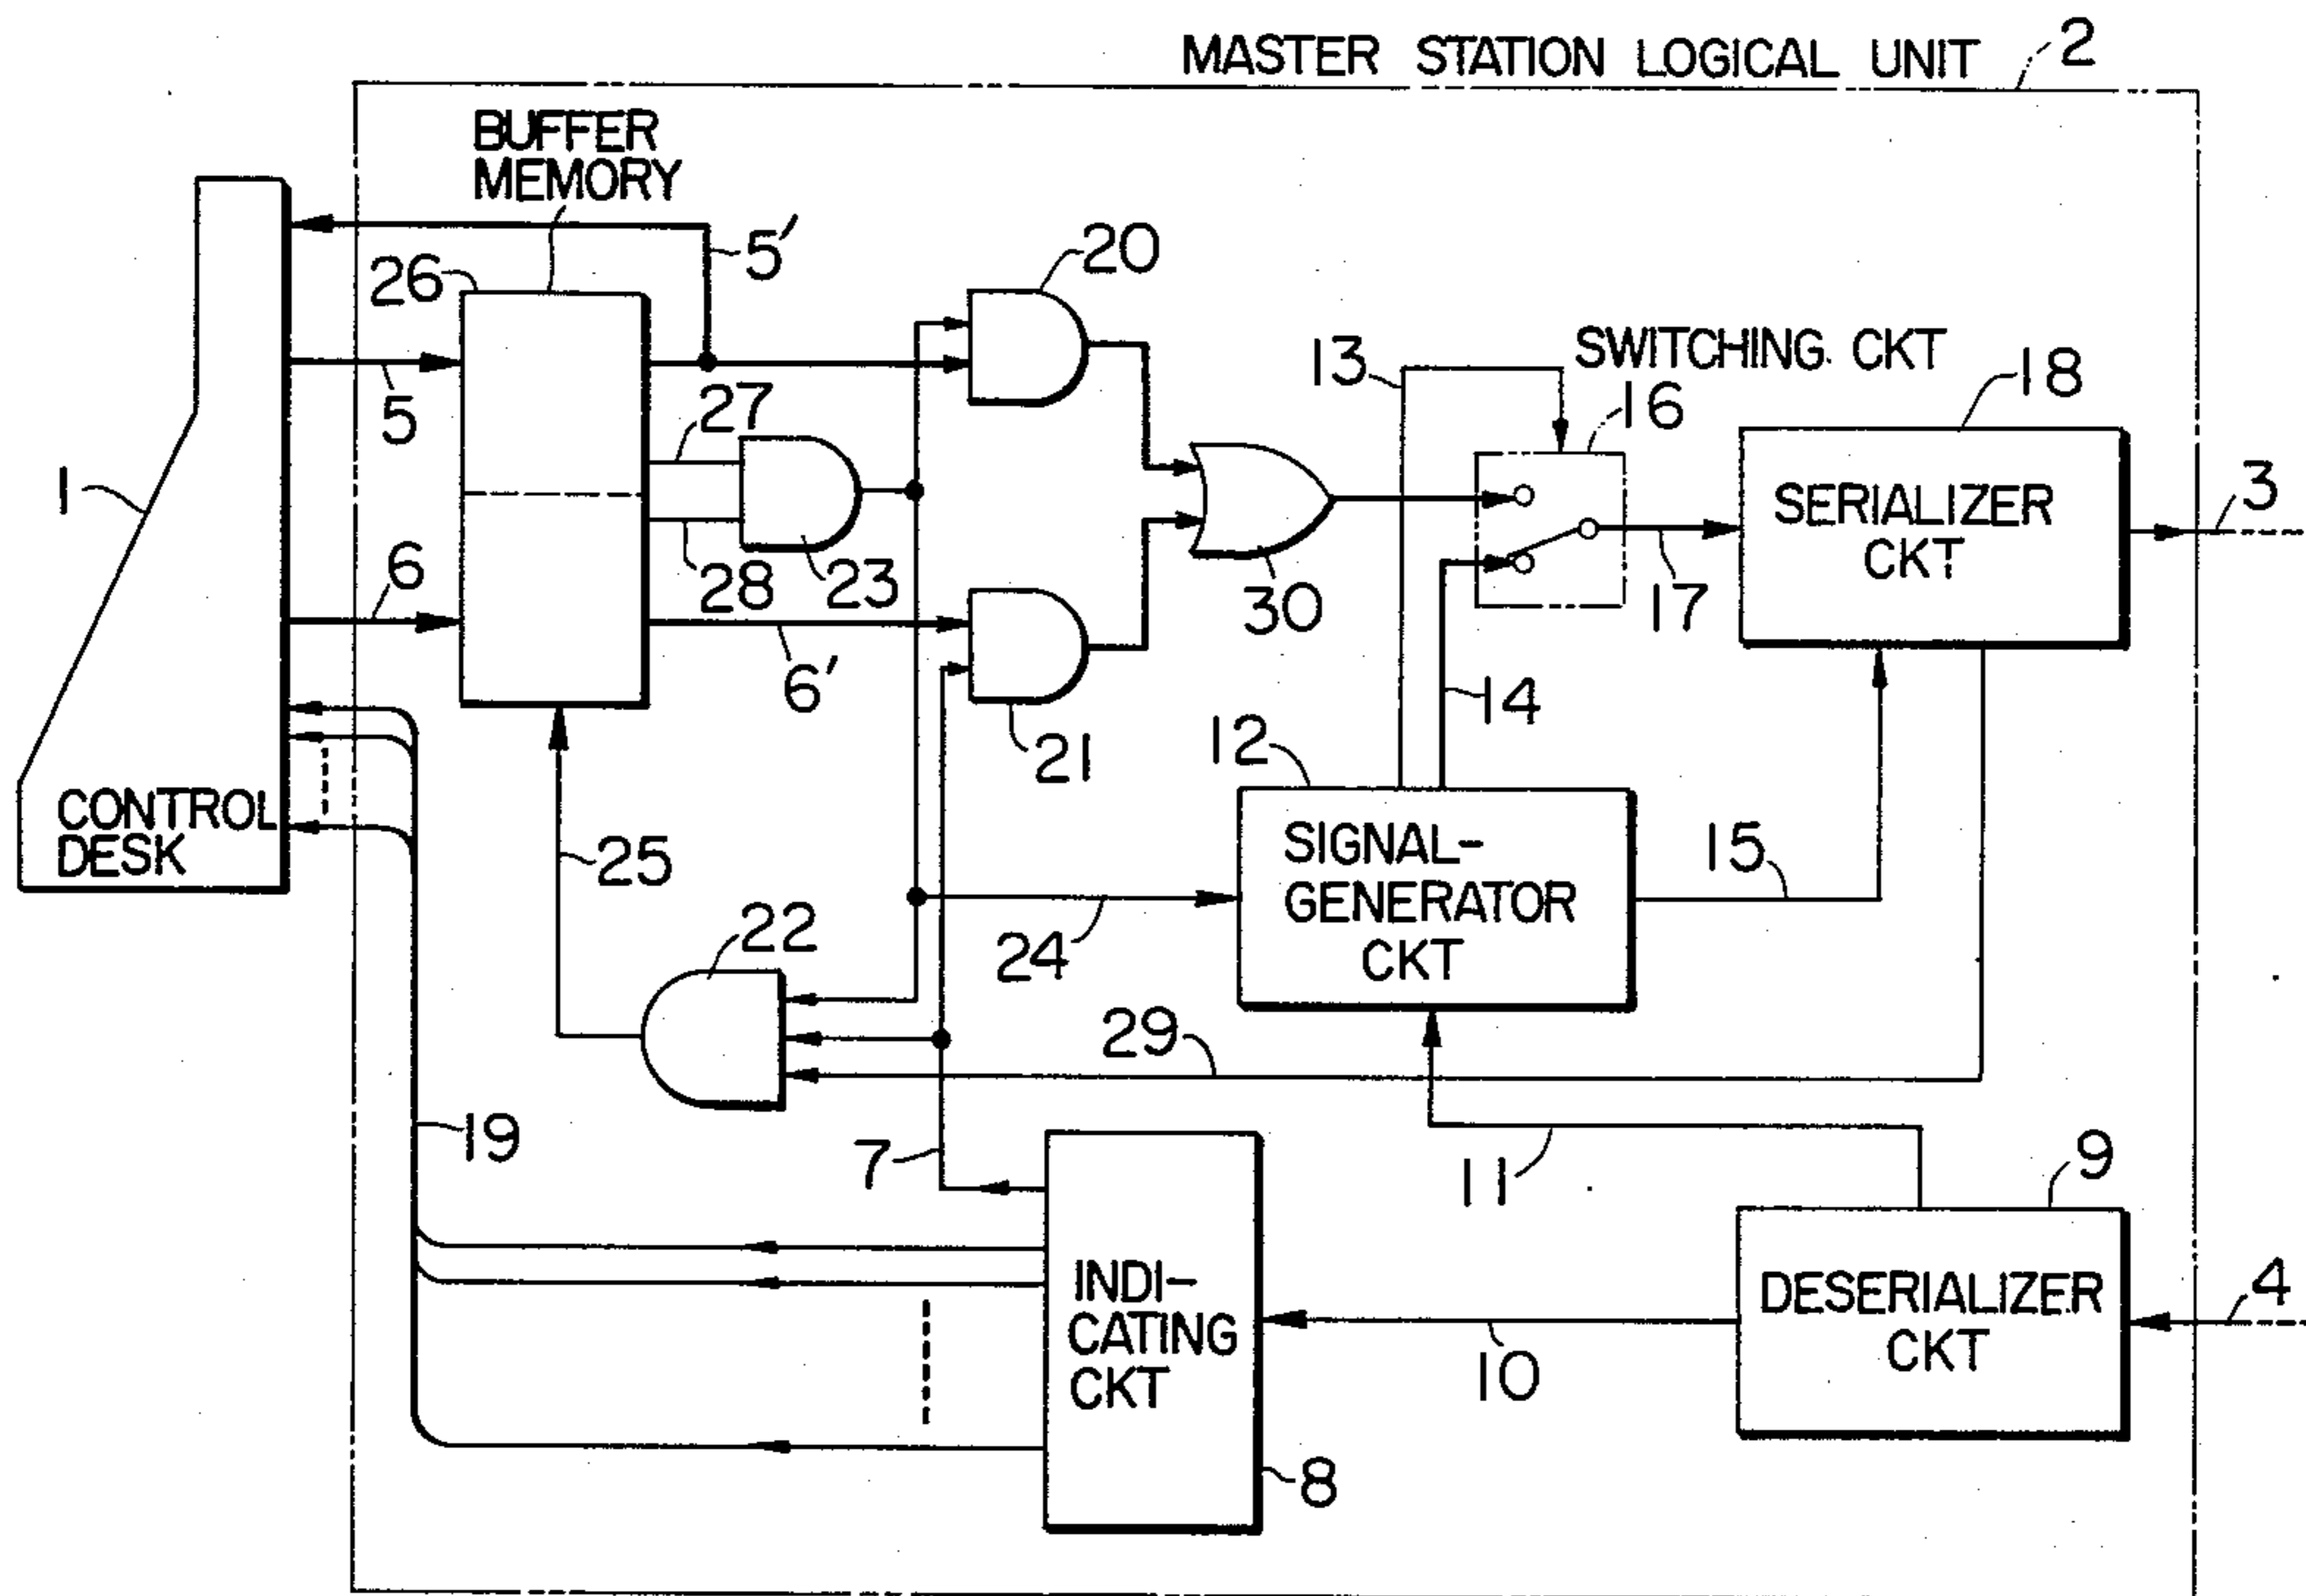 MASTER STATION LOGICAL UNIT
2
BUFFER
MEMORY
5'
20
26
13
SWITCHING. CKT
16
18
5
27
1
SERIALIZER
CKT
3
6
28
23
30
17
6'
14
21
12
CONTROL
DESK
25
SIGNAL-
GENERATOR
CKT
15
22
24
29
19
7
11
9
INDI-
CATING
CKT
DESERIALIZER
CKT
4
10
8